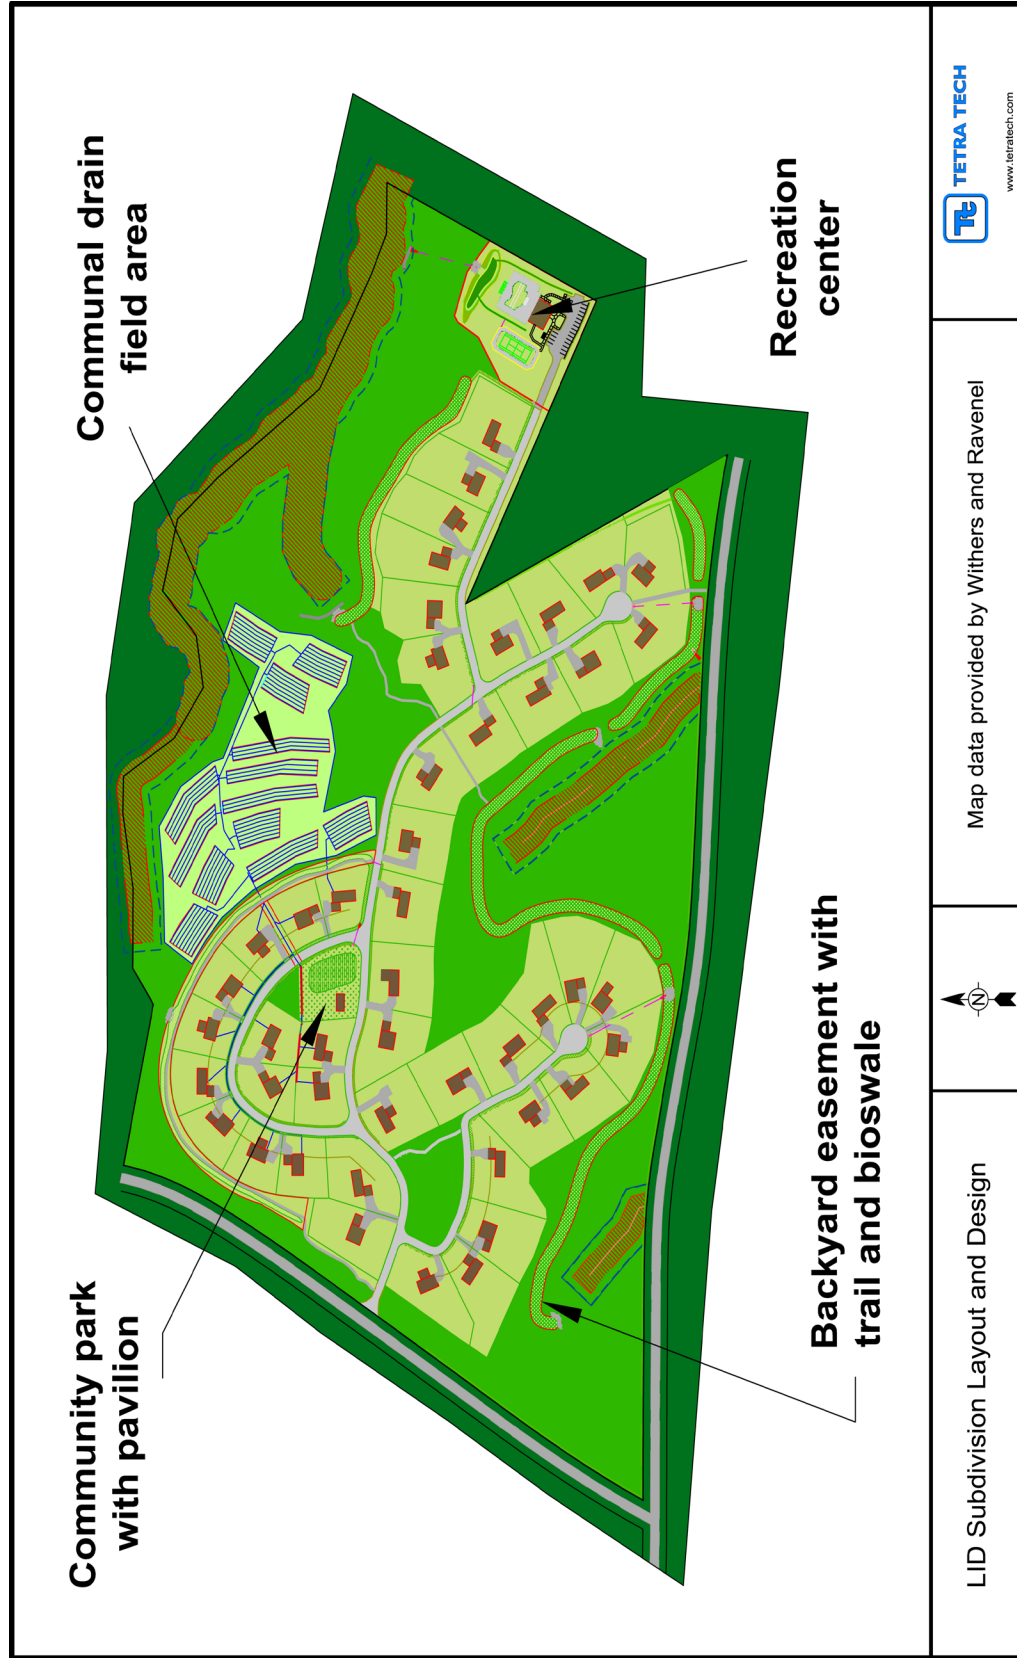 Community park
with pavilion
Communal drain
field area
Backyard easement with
trail and bioswale
Recreation
center
LID Subdivision Layout and Design
N
Map data provided by Withers and Ravenel
Tt TETRA TECH
www.tetratech.com